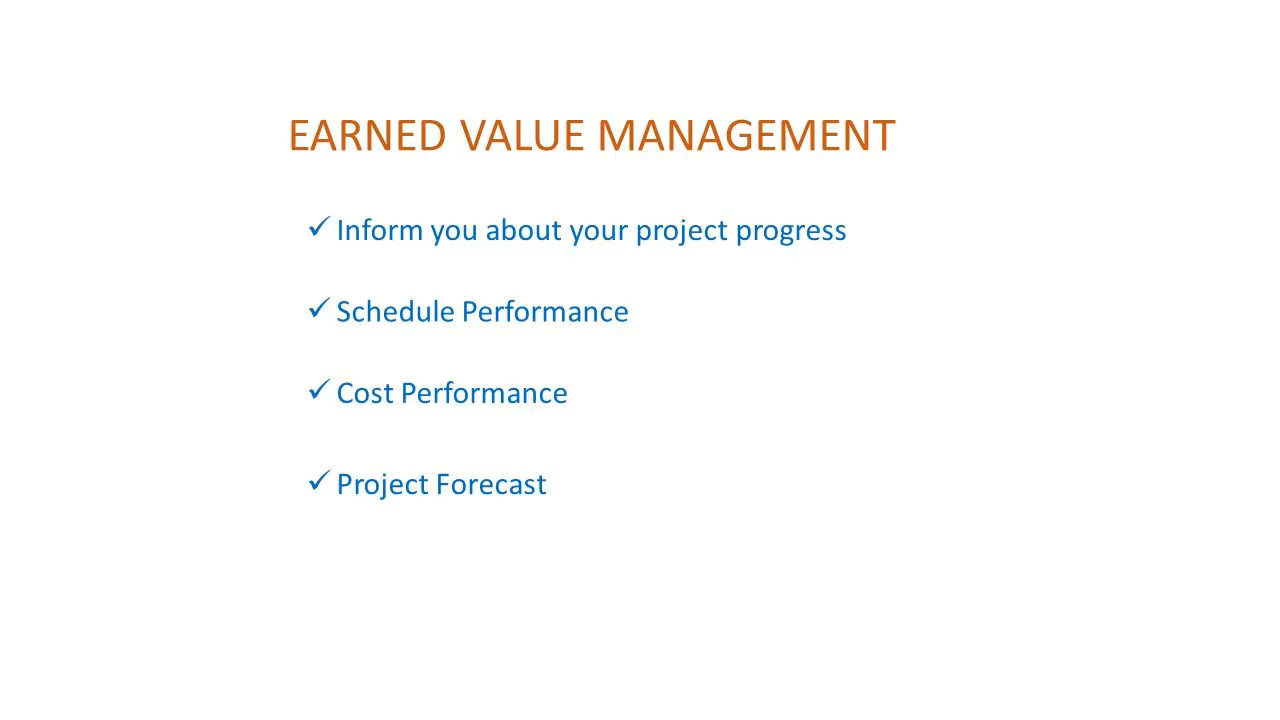 EARNED VALUE MANAGEMENT
✓ Inform you about your project progress
✓ Schedule Performance
✓ Cost Performance
✓ Project Forecast